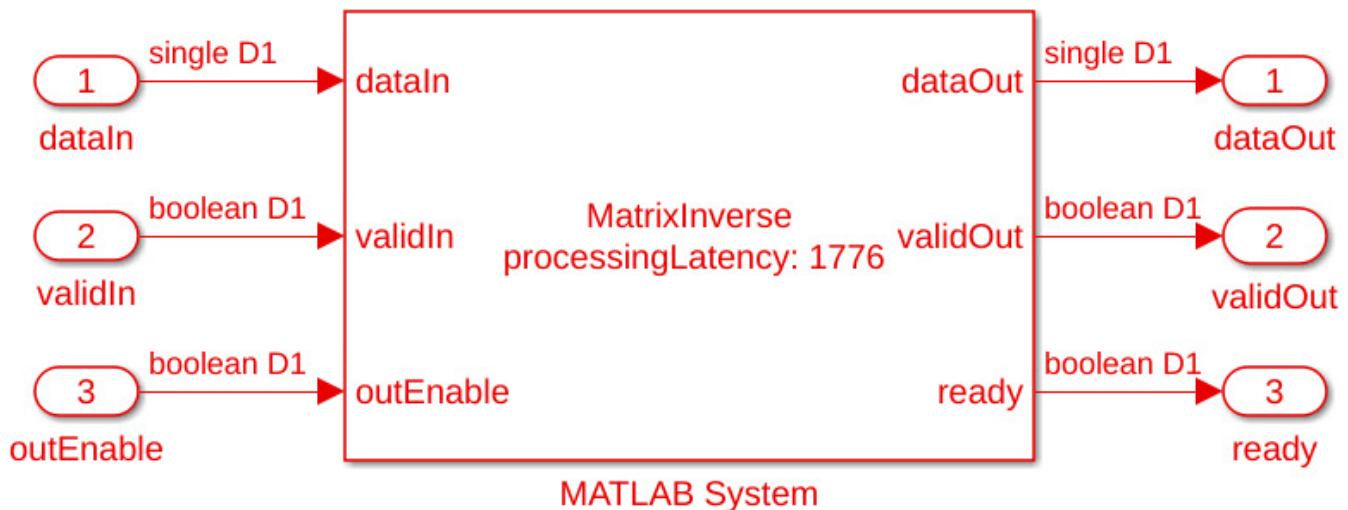 single D1
1
dataIn
dataIn
boolean D1
2
validIn
validIn
boolean D1
3
outEnable
outEnable
MatrixInverse
processingLatency: 1776
dataOut
single D1
1
dataOut
validOut
boolean D1
2
validOut
ready
boolean D1
3
ready
MATLAB System